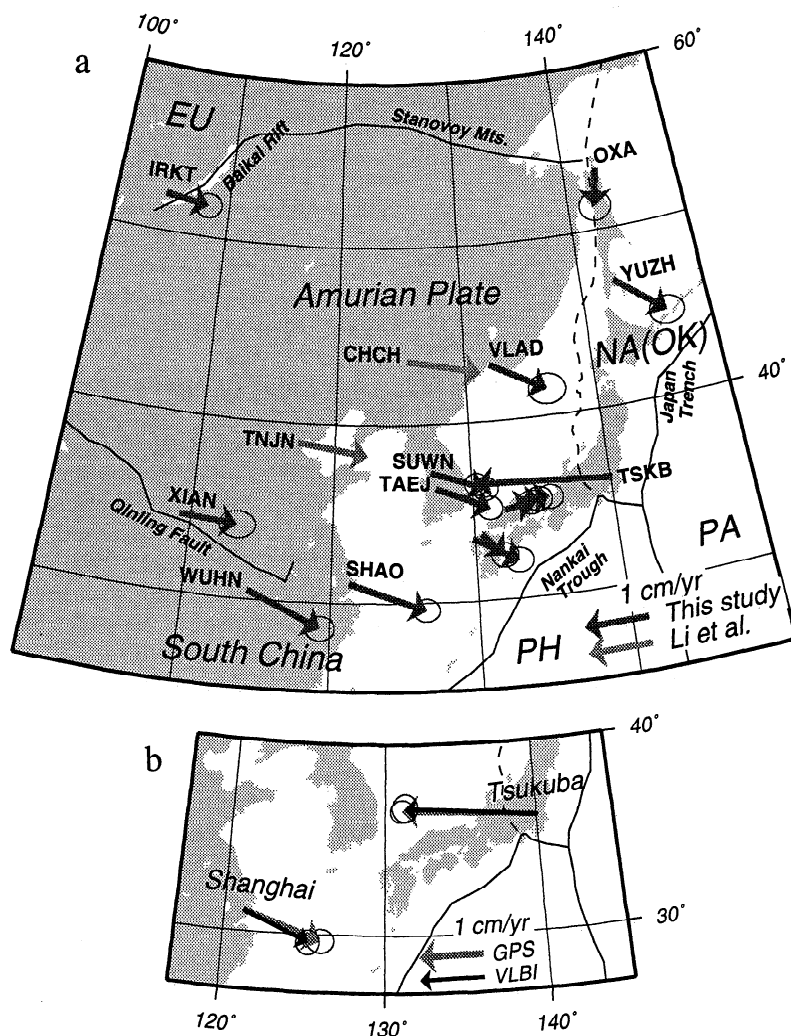 a
100°
120°
140°
60°
EU
Stanovoy Mts.
Baikal Rift
IRKT
OXA
YUZH
Amurian Plate
NA(OK)
CHCH
VLAD
Japan
Trench
40°
TNJN
SUWN
TAEJ
TSKB
XIAN
Qinling Fault
PA
WUHN
SHAO
Nankai
Trough
1 cm/yr
This study
Li et al.
South China
PH
b
40°
Tsukuba
Shanghai
1 cm/yr
GPS
VLBI
30°
120°
130°
140°